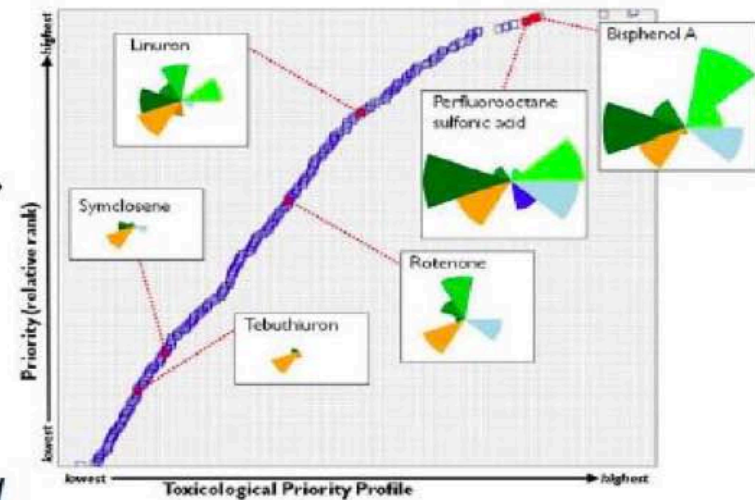 Linuron
Bisphenol A
Perfluorooctane
sulfonic acid
Symclosene
Rotenone
Tebuthiuron
highest
Priority (relative rank)
lowest
lowest
highest
Toxicological Priority Profile